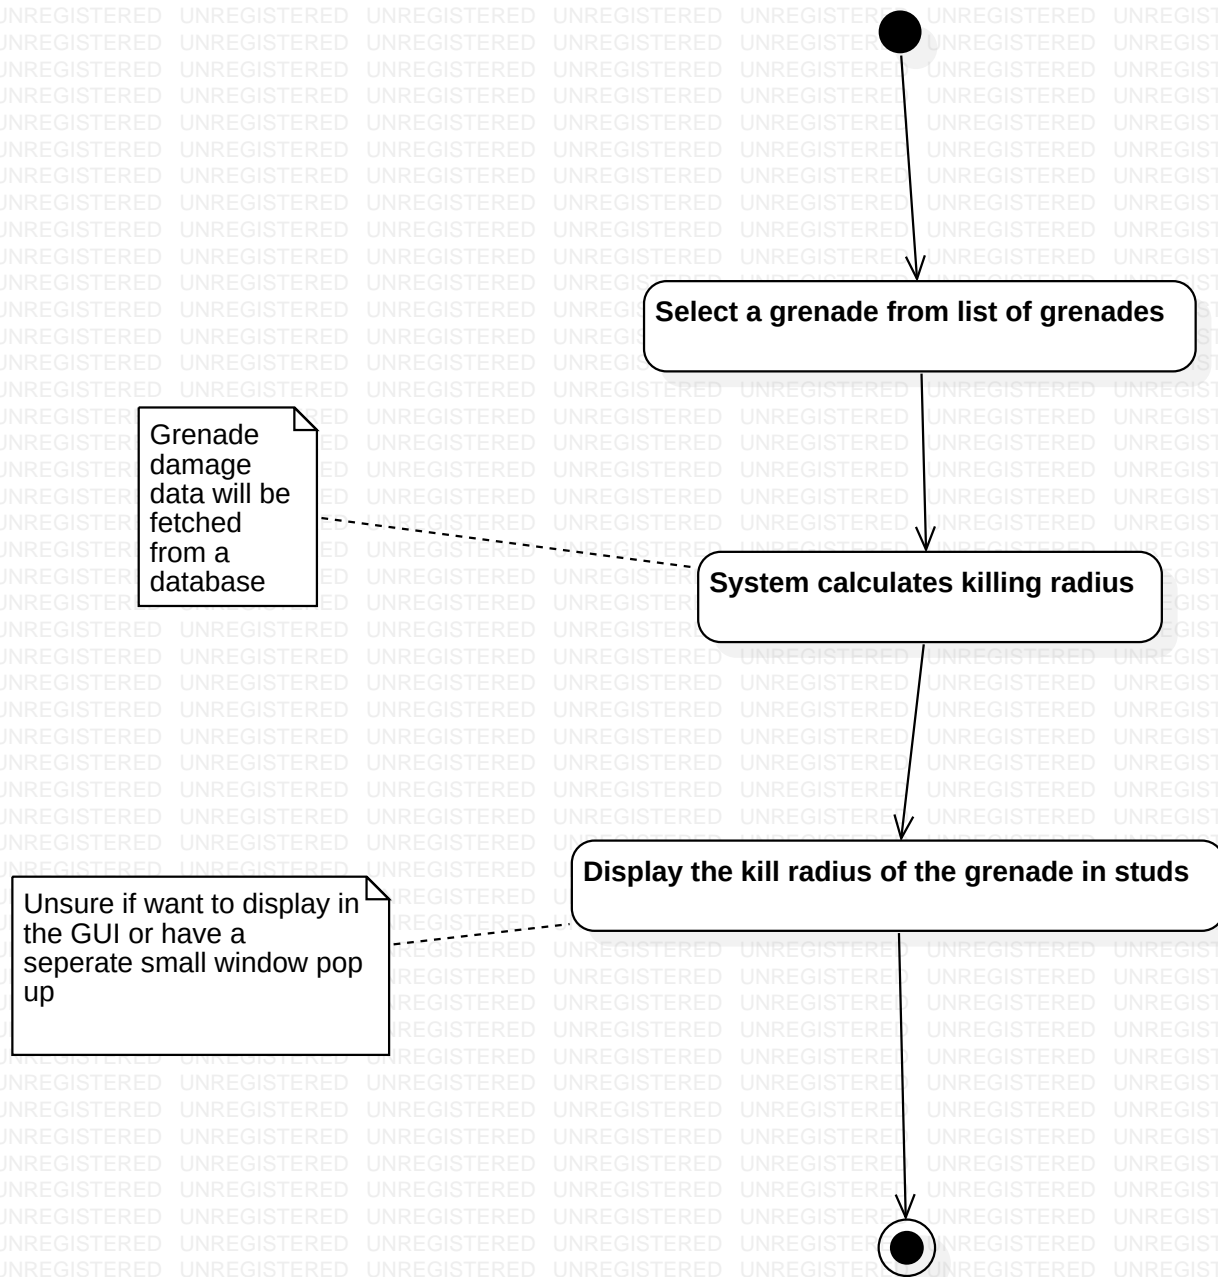 Select a grenade from list of grenades
Grenade
damage
data will be
fetched
from a
database
System calculates killing radius
Display the kill radius of the grenade in studs
Unsure if want to display in
the GUI or have a
seperate small window pop
up
UNREGISTERED